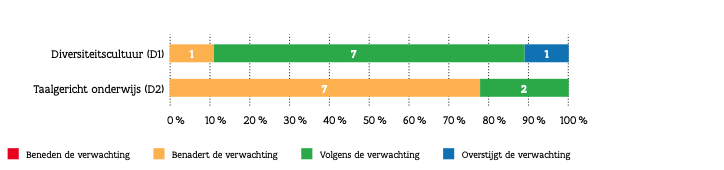 Diversiteitscultuur (D1) 1 7 1
Taalgericht onderwijs (D2) 7 2
0 % 10 % 20 % 30 % 40 % 50 % 60 % 70 % 80 % 90 % 100 %
Beneden de verwachting Benadert de verwachting Volgens de verwachting Overstijgt de verwachting